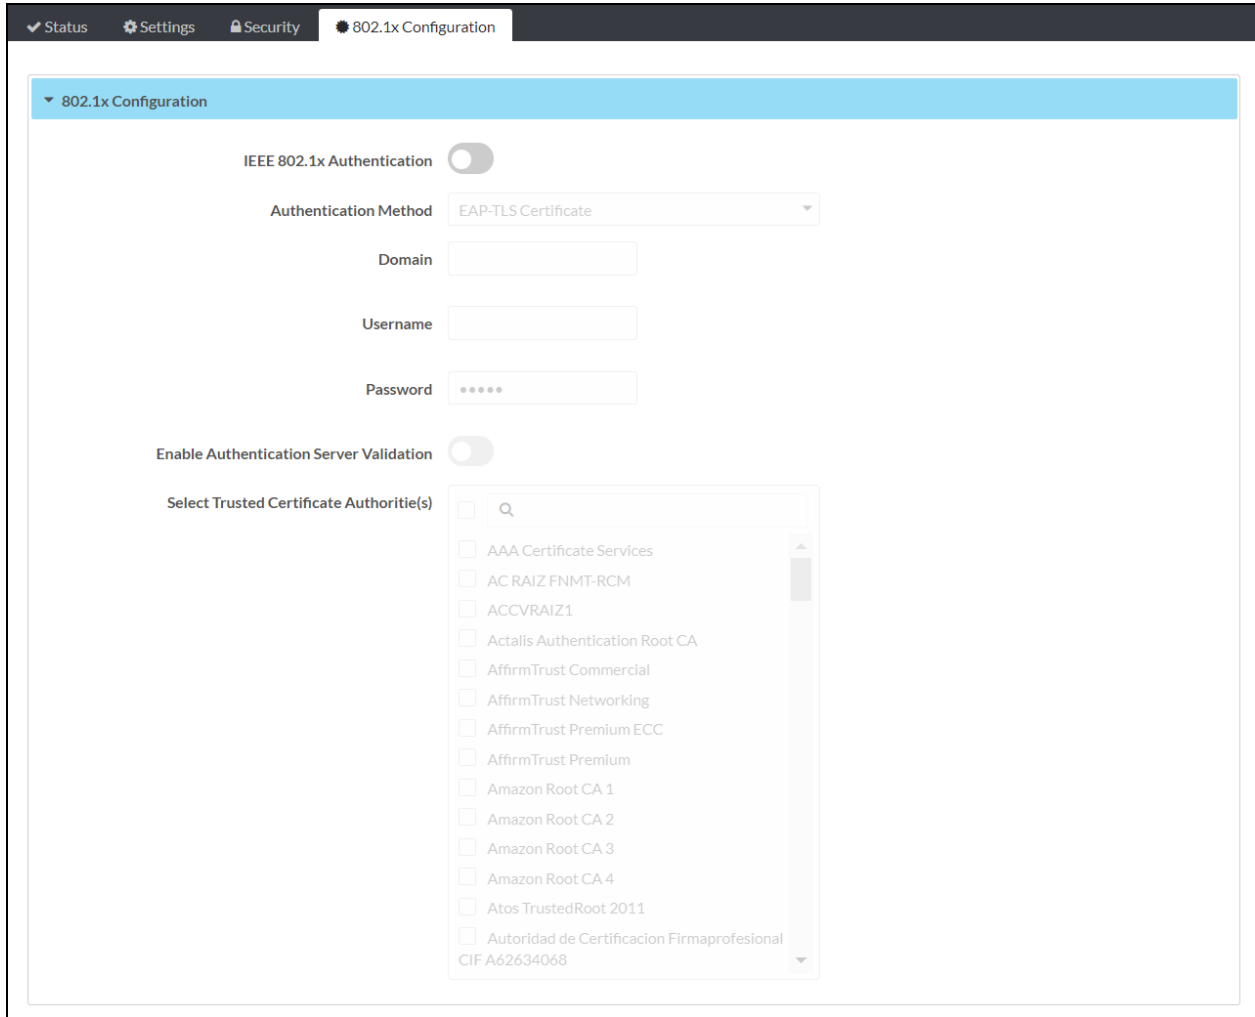 Status Settings Security 802.1x Configuration
802.1x Configuration
IEEE 802.1x Authentication
Authentication Method EAP-TLS Certificate
Domain
Username
Password •••••
Enable Authentication Server Validation
Select Trusted Certificate Authoritie(s)
AAA Certificate Services
AC RAIZ FNMT-RCM
ACCVRAIZ1
Actalis Authentication Root CA
AffirmTrust Commercial
AffirmTrust Networking
AffirmTrust Premium ECC
AffirmTrust Premium
Amazon Root CA 1
Amazon Root CA 2
Amazon Root CA 3
Amazon Root CA 4
Atos TrustedRoot 2011
Autoridad de Certificacion Firmaprofesional
CIF A62634068